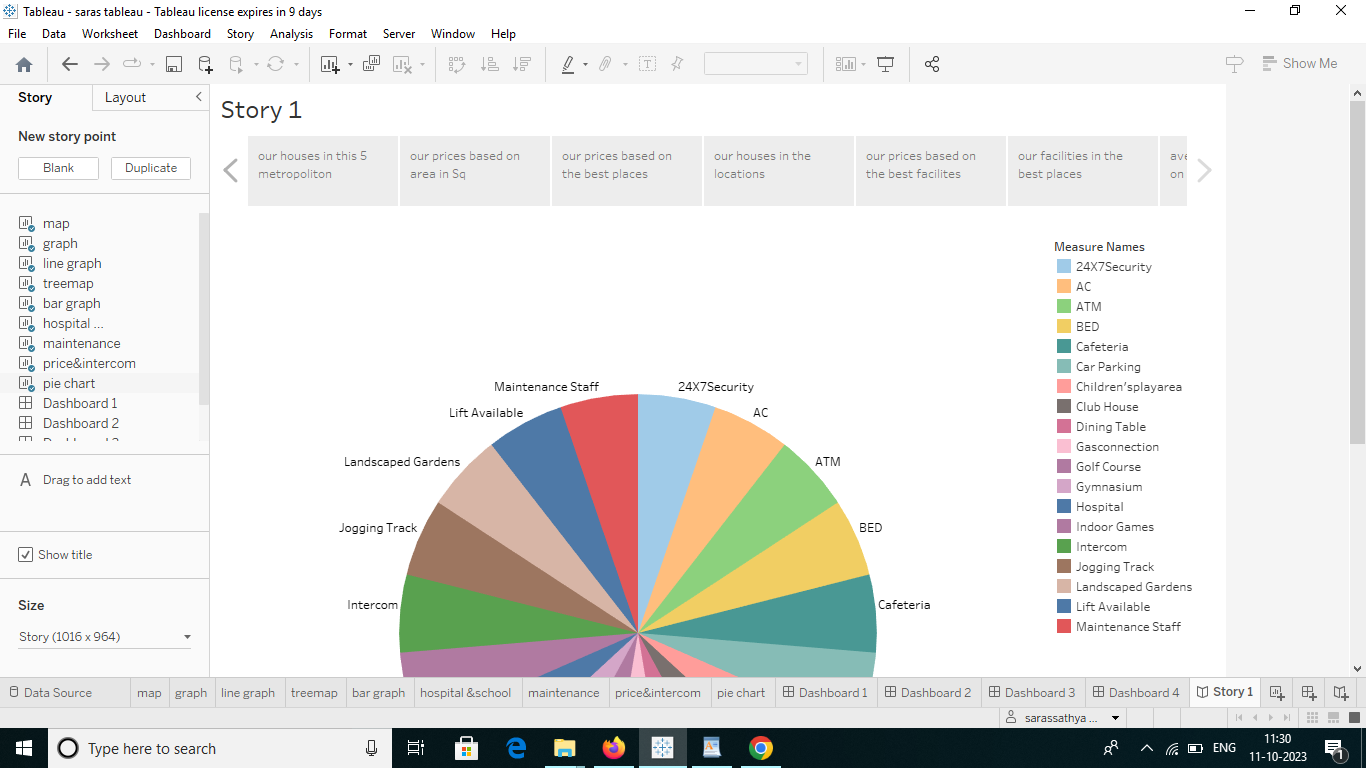 Tableau - saras tableau - Tableau license expires in 9 days
File Data Worksheet Dashboard Story Analysis Format Server Window Help
Show Me
Story Layout
New story point
Blank Duplicate
map
graph
line graph
treemap
bar graph
hospital ...
maintenance
price&intercom
pie chart
Dashboard 1
Dashboard 2
A Drag to add text
Show title
Size
Story (1016 x 964)
Story 1
our houses in this 5
metropoliton
our prices based on
area in Sq
our prices based on
the best places
our houses in the
locations
our prices based on
the best facilites
our facilities in the
best places
ave
on
Maintenance Staff
24X7Security
Lift Available
AC
Landscaped Gardens
ATM
Jogging Track
BED
Intercom
Cafeteria
Measure Names
24X7Security
AC
ATM
BED
Cafeteria
Car Parking
Children'splayarea
Club House
Dining Table
Gasconnection
Golf Course
Gymnasium
Hospital
Indoor Games
Intercom
Jogging Track
Landscaped Gardens
Lift Available
Maintenance Staff
Data Source map graph line graph treemap bar graph hospital &school maintenance price&intercom pie chart Dashboard 1 Dashboard 2 Dashboard 3 Dashboard 4 Story 1
sarassathya ...
Type here to search
ENG
11:30
11-10-2023
1